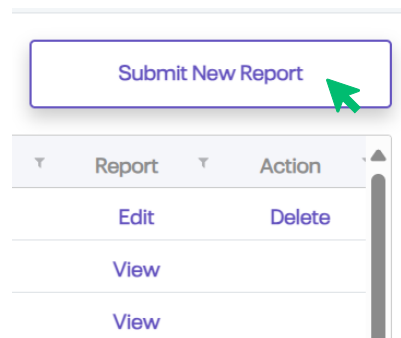 Submit New Report
Report Action
Edit Delete
View
View